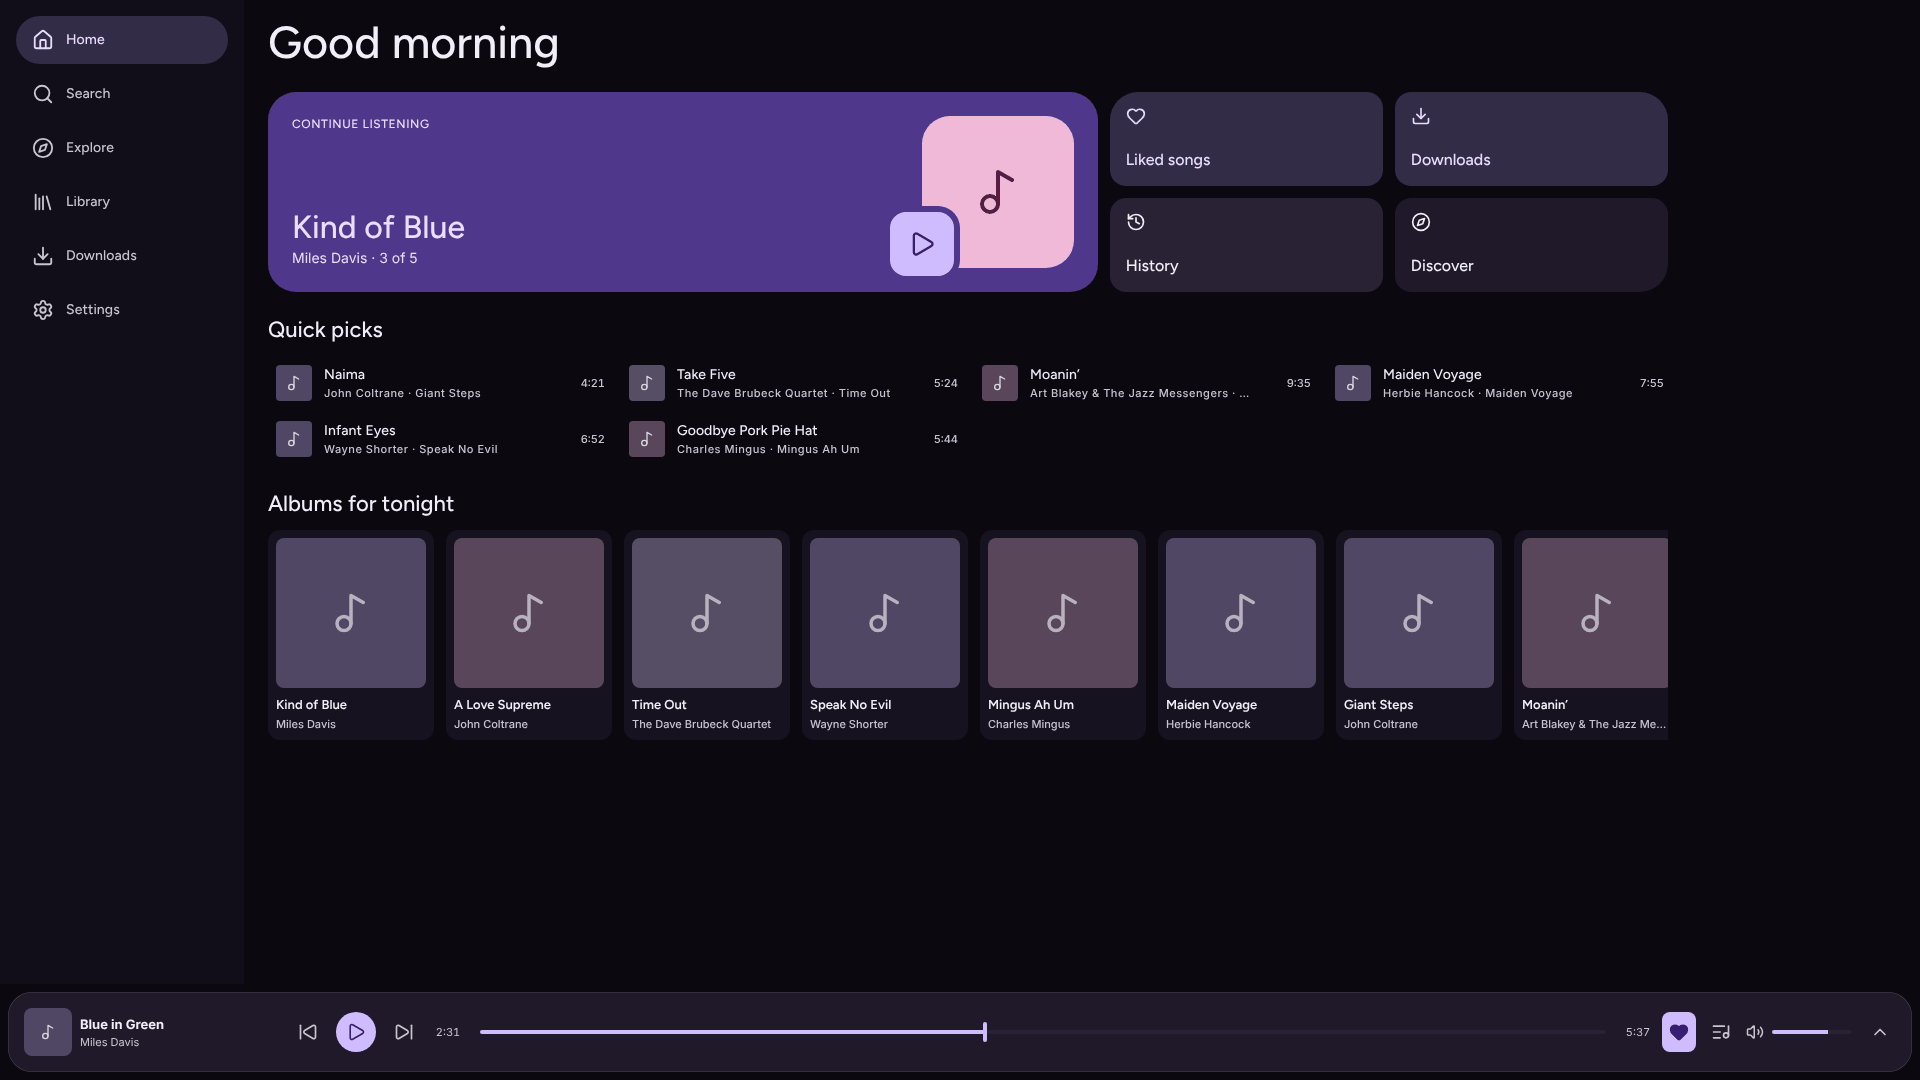 Home
Search
Explore
Library
Downloads
Settings
Good morning
CONTINUE LISTENING
Kind of Blue
Miles Davis · 3 of 5
Liked songs
Downloads
History
Discover
Quick picks
Naima
John Coltrane · Giant Steps
4:21
Take Five
The Dave Brubeck Quartet · Time Out
5:24
Moanin’
Art Blakey & The Jazz Messengers · ...
9:35
Maiden Voyage
Herbie Hancock · Maiden Voyage
7:55
Infant Eyes
Wayne Shorter · Speak No Evil
6:52
Goodbye Pork Pie Hat
Charles Mingus · Mingus Ah Um
5:44
Albums for tonight
Kind of Blue
Miles Davis
A Love Supreme
John Coltrane
Time Out
The Dave Brubeck Quartet
Speak No Evil
Wayne Shorter
Mingus Ah Um
Charles Mingus
Maiden Voyage
Herbie Hancock
Giant Steps
John Coltrane
Moanin’
Art Blakey & The Jazz Me...
Blue in Green
Miles Davis
2:31
5:37